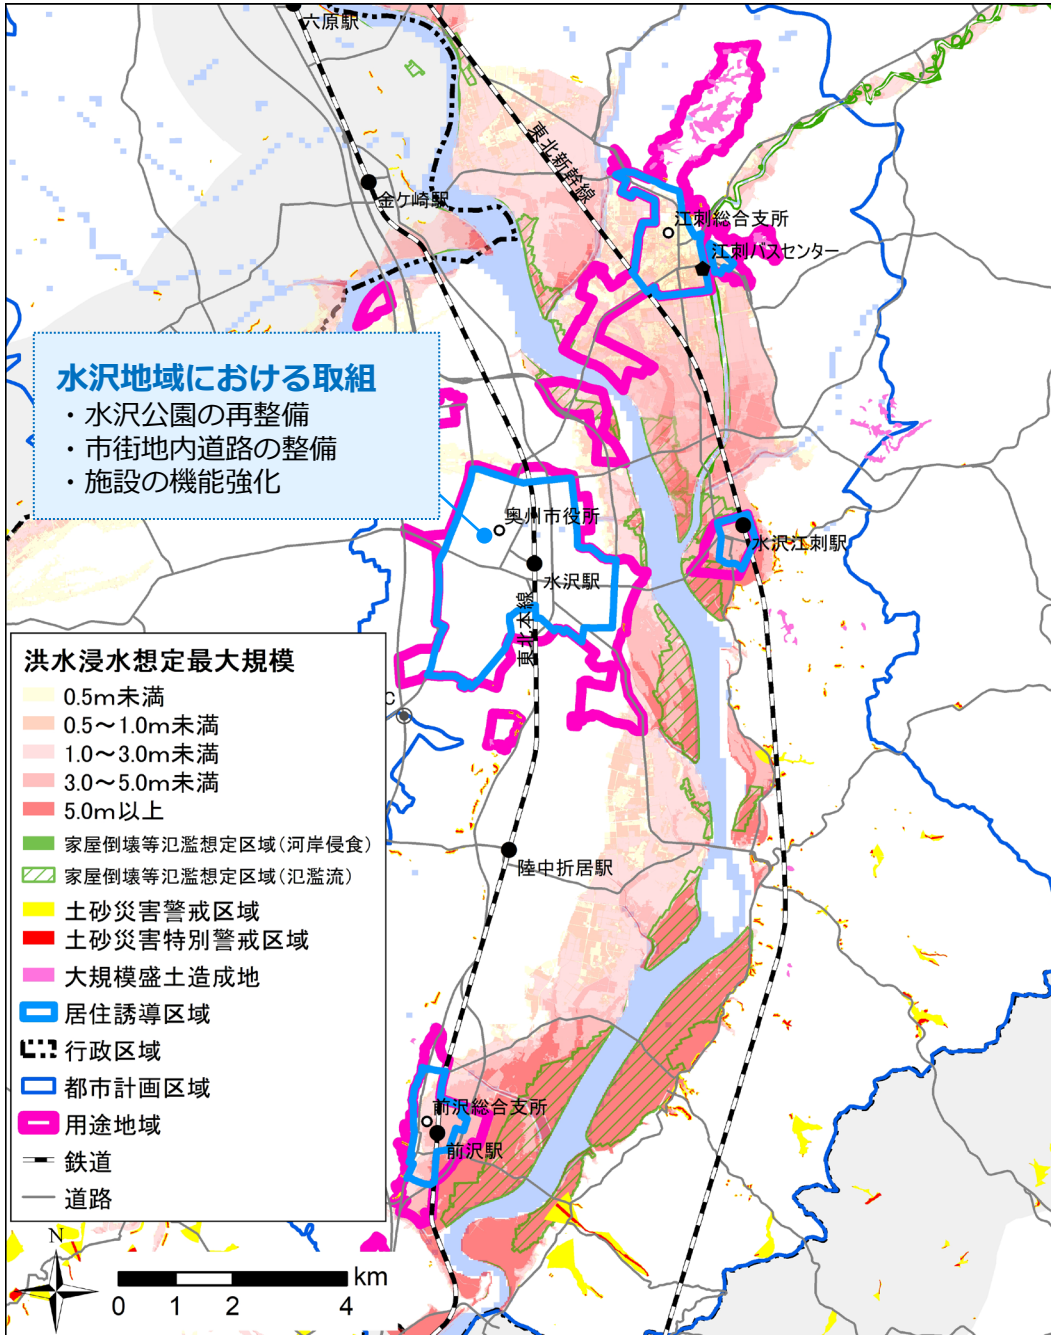 六原駅
東北新幹線
金ケ崎駅
江刺総合支所
江刺バスセンター
水沢地域における取組
・水沢公園の再整備
・市街地内道路の整備
・施設の機能強化
奥州市役所
水沢江刺駅
水沢駅
東北本線
C
陸中折居駅
前沢総合支所
前沢駅
洪水浸水想定最大規模
0.5m未満
0.5～1.0m未満
1.0～3.0m未満
3.0～5.0m未満
5.0m以上
家屋倒壊等氾濫想定区域(河岸侵食)
家屋倒壊等氾濫想定区域(氾濫流)
土砂災害警戒区域
土砂災害特別警戒区域
大規模盛土造成地
居住誘導区域
行政区域
都市計画区域
用途地域
鉄道
道路
N
km
0 1 2 4